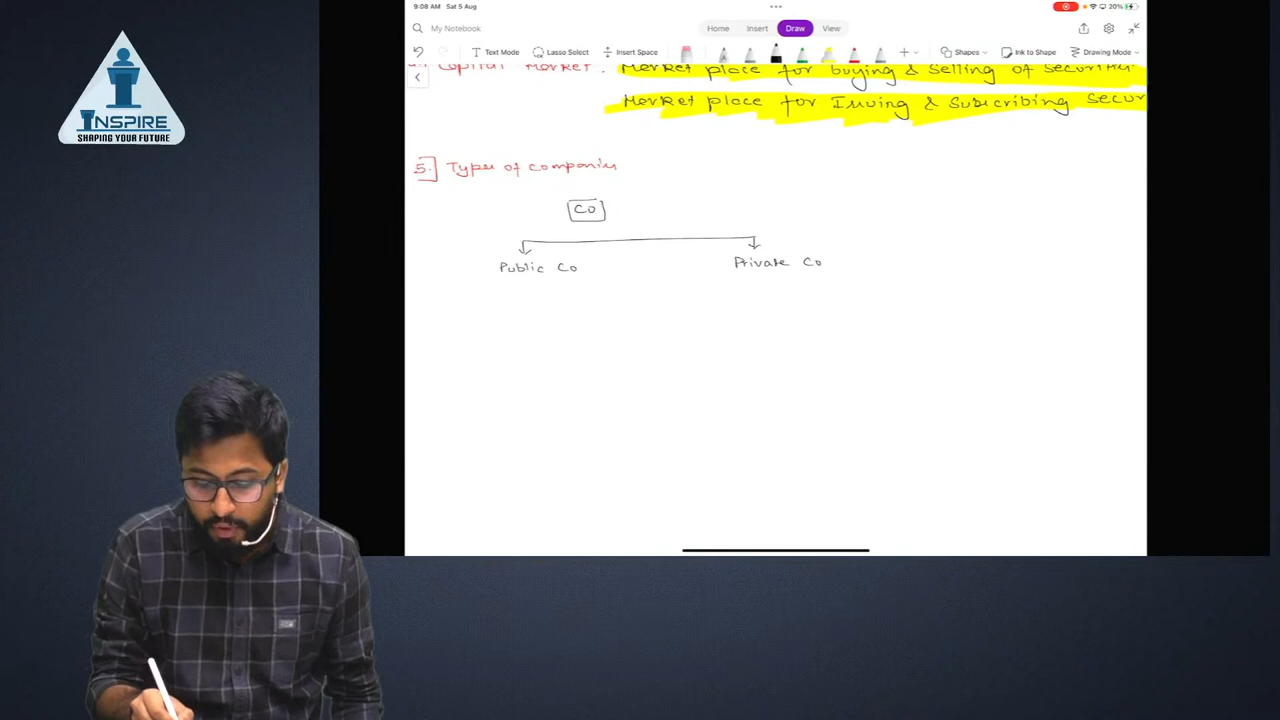 9:08 AM Sat 5 Aug
20%
My Notebook
Home Insert Draw View
Text Mode Lasso Select Insert Space Shapes Ink to Shape Drawing Mode
Capital Market. Market place for buying & selling of
Market place for Issuing & Subscribing Secur
5.] Types of companies
Co
Public Co Private Co
INSPIRE
SHAPING YOUR FUTURE